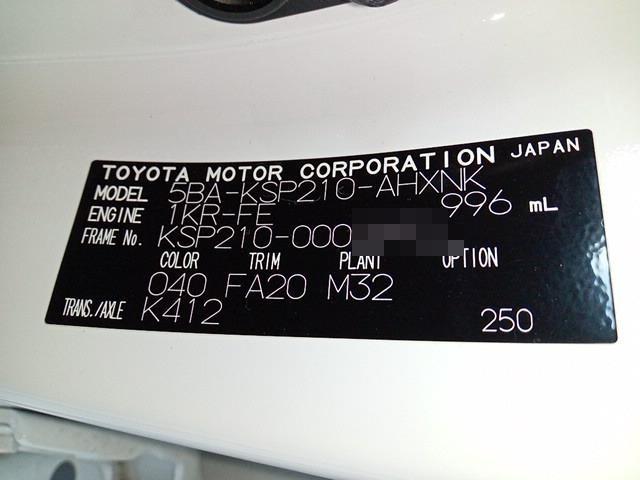 TOYOTA MOTOR CORPORATION JAPAN
MODEL 5BA-KSP210-AHXNK
ENGINE 1KR-FE 996 mL
FRAME No. KSP210-000
COLOR TRIM PLANT OPTION
040 FA20 M32
TRANS./AXLE K412 250